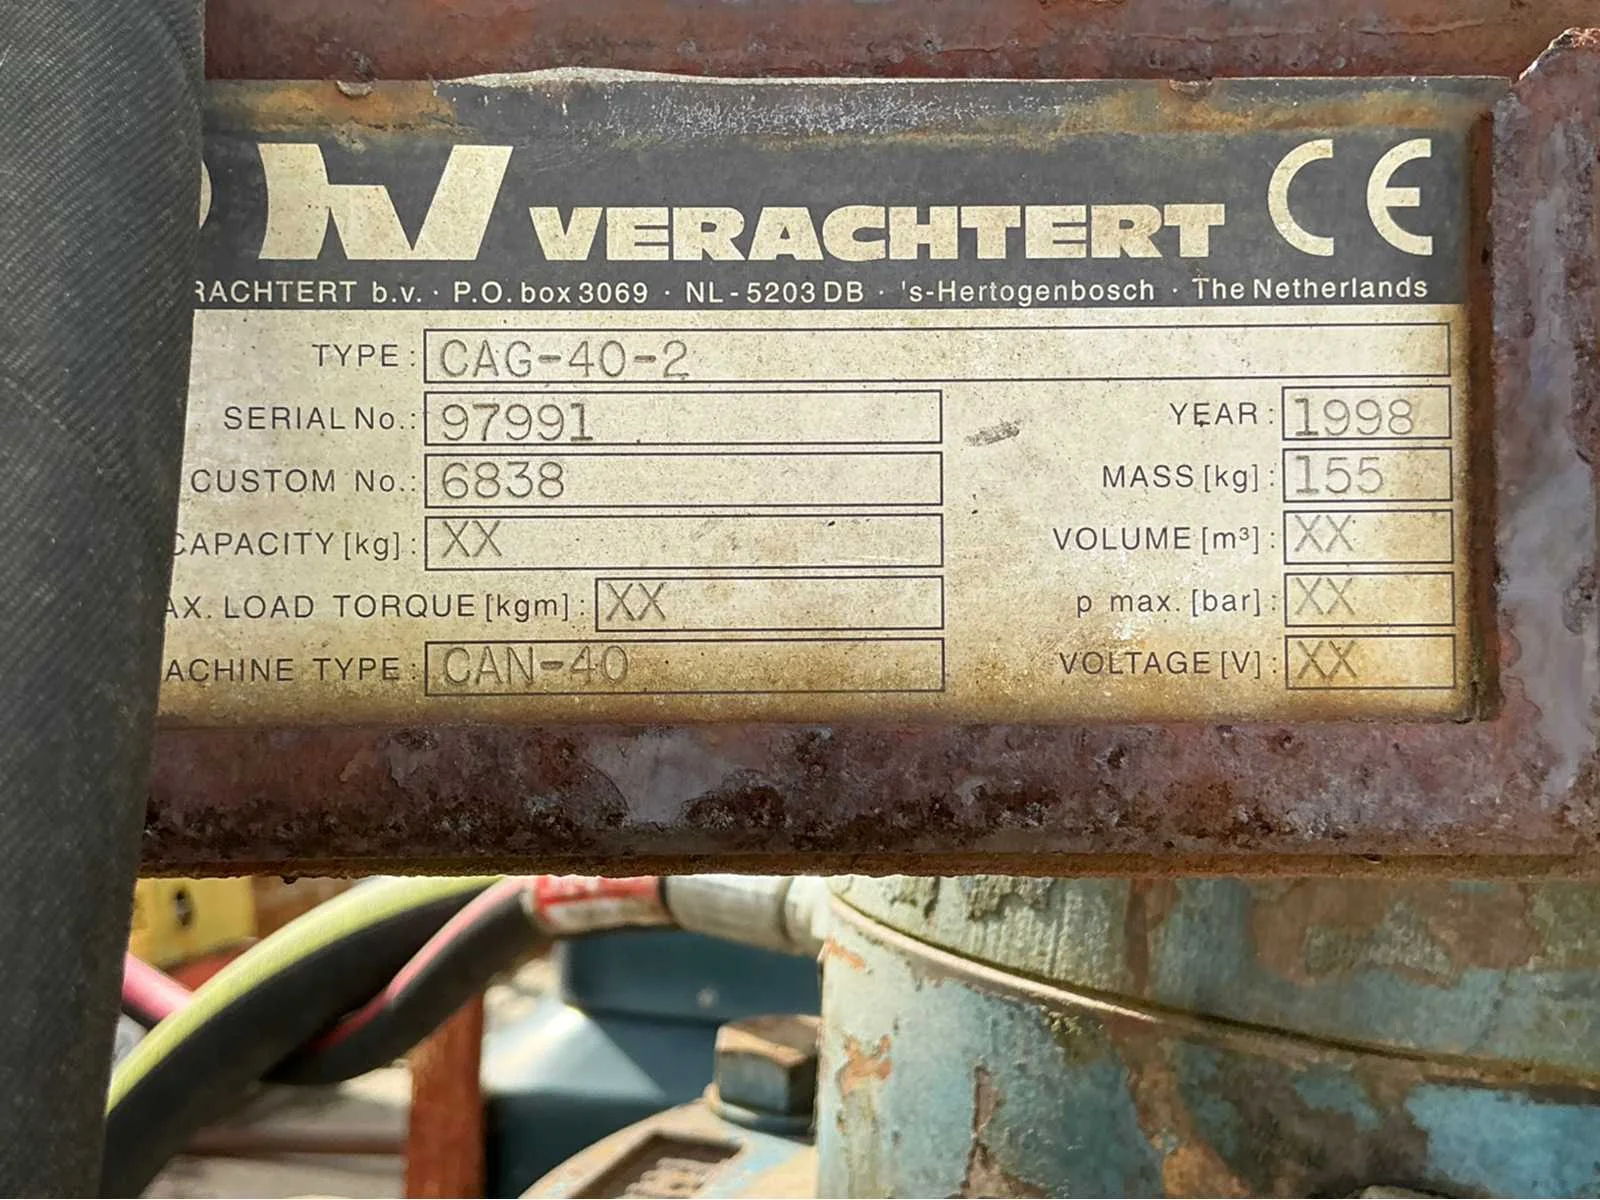 VERACHTERT CE
RACHTERT b.v. · P.O. box 3069 · NL - 5203 DB · 's-Hertogenbosch · The Netherlands
TYPE: CAG-40-2
SERIAL No.: 97991 YEAR: 1998
CUSTOM No.: 6838 MASS [kg]: 155
CAPACITY [kg]: XX VOLUME [m³]: XX
AX. LOAD TORQUE [kgm]: XX p max. [bar]: XX
ACHINE TYPE: CAN-40 VOLTAGE [V]: XX